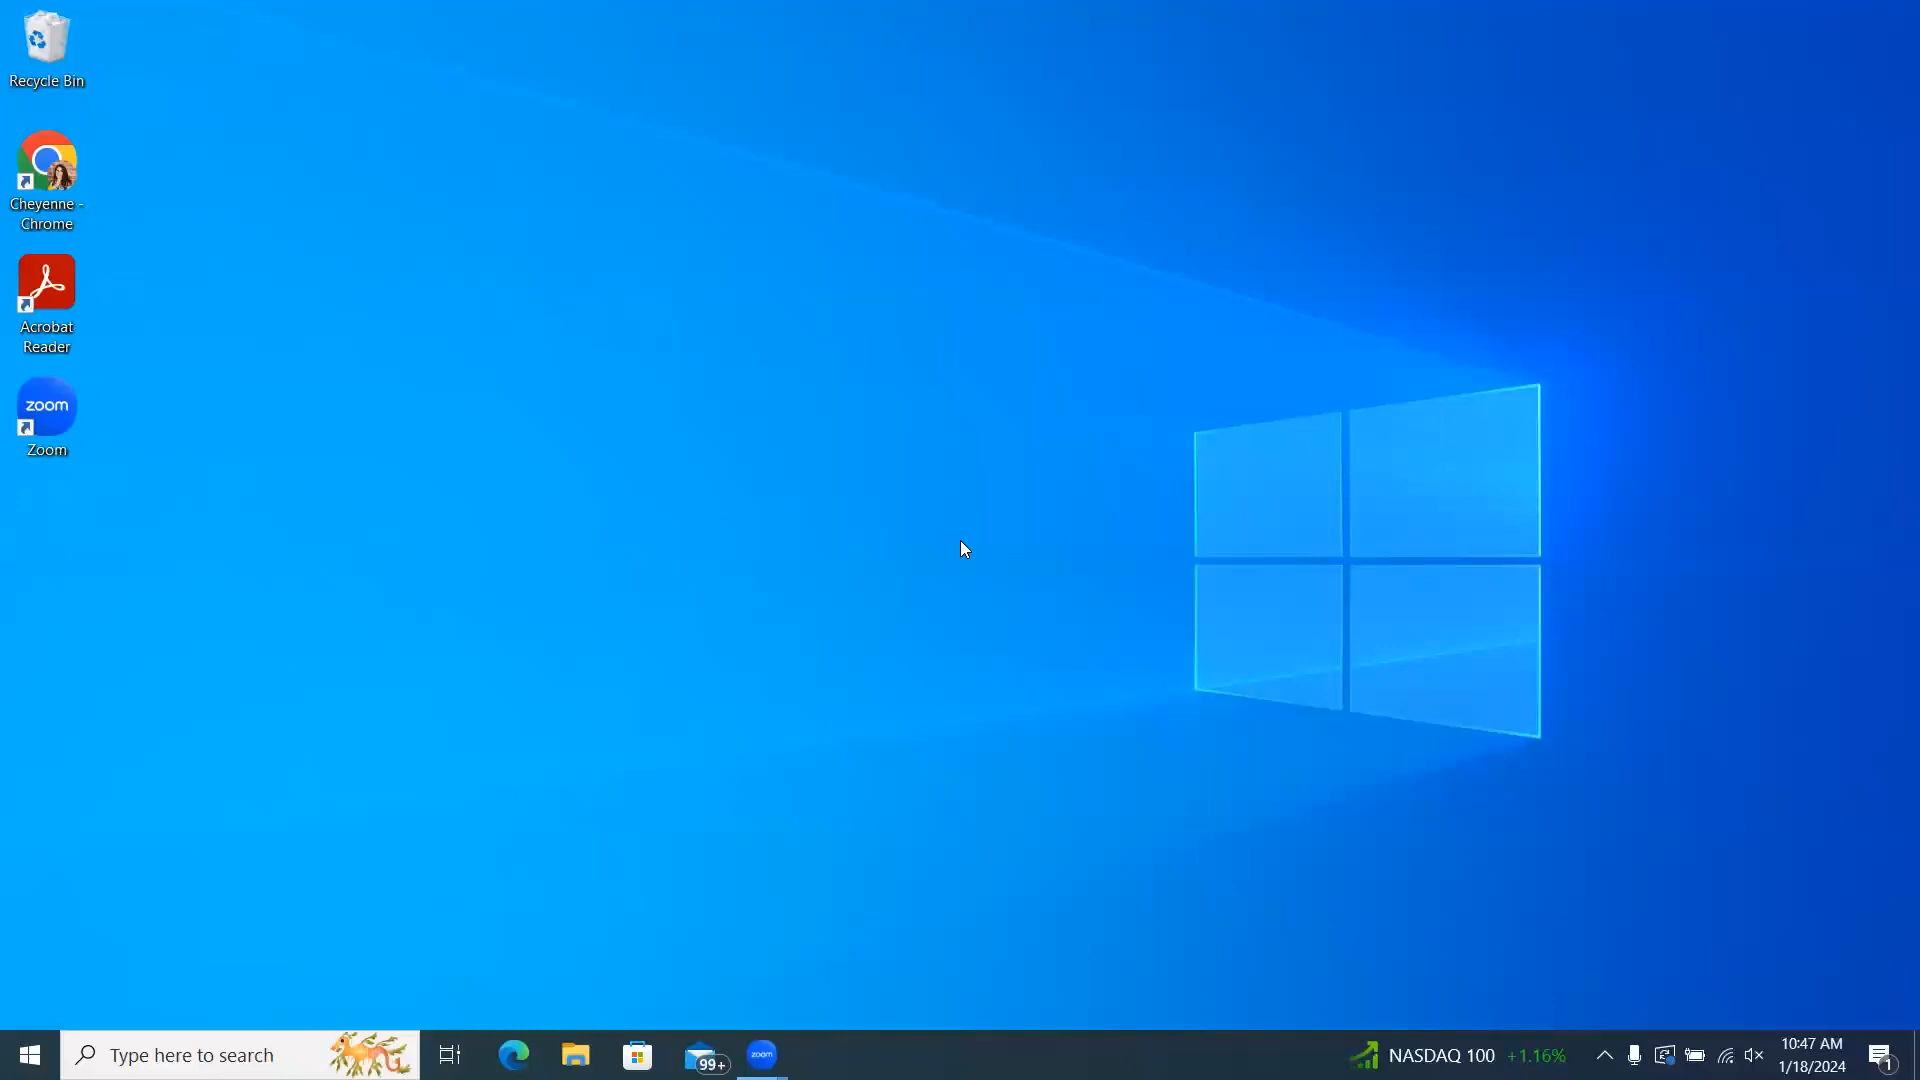 Recycle Bin
Cheyenne -
Chrome
Acrobat
Reader
zoom
Zoom
Type here to search
99+
zoom
NASDAQ 100 +1.16%
10:47 AM
1/18/2024
1